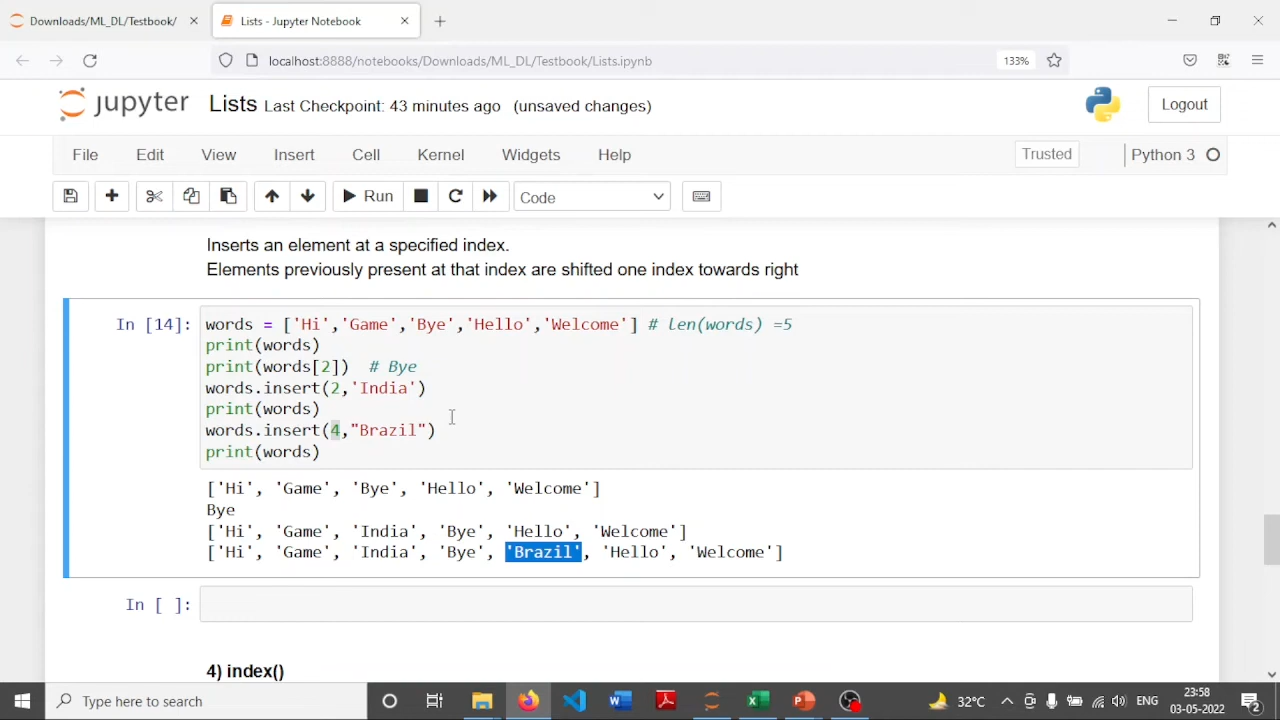 Downloads/ML_DL/Testbook/
Lists - Jupyter Notebook
localhost:8888/notebooks/Downloads/ML_DL/Testbook/Lists.ipynb
133%
jupyter Lists Last Checkpoint: 43 minutes ago (unsaved changes)
Logout
File Edit View Insert Cell Kernel Widgets Help
Trusted
Python 3
Run
Code
Inserts an element at a specified index.
Elements previously present at that index are shifted one index towards right
In [14]: words = ['Hi','Game','Bye','Hello','Welcome'] # len(words) =5
print(words)
print(words[2]) # Bye
words.insert(2,'India')
print(words)
words.insert(4,"Brazil")
print(words)
['Hi', 'Game', 'Bye', 'Hello', 'Welcome']
Bye
['Hi', 'Game', 'India', 'Bye', 'Hello', 'Welcome']
['Hi', 'Game', 'India', 'Bye', 'Brazil', 'Hello', 'Welcome']
In [ ]:
4) index()
Type here to search
32°C
ENG
23:58
03-05-2022
2